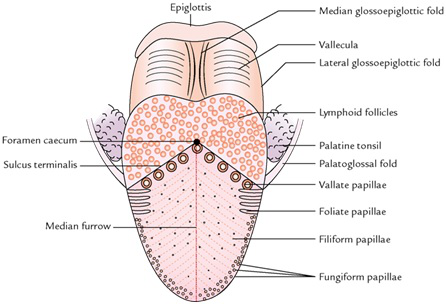 Epiglottis
Median glossoepiglottic fold
Vallecula
Lateral glossoepiglottic fold
Lymphoid follicles
Foramen caecum
Palatine tonsil
Sulcus terminalis
Palatoglossal fold
Vallate papillae
Foliate papillae
Median furrow
Filiform papillae
Fungiform papillae